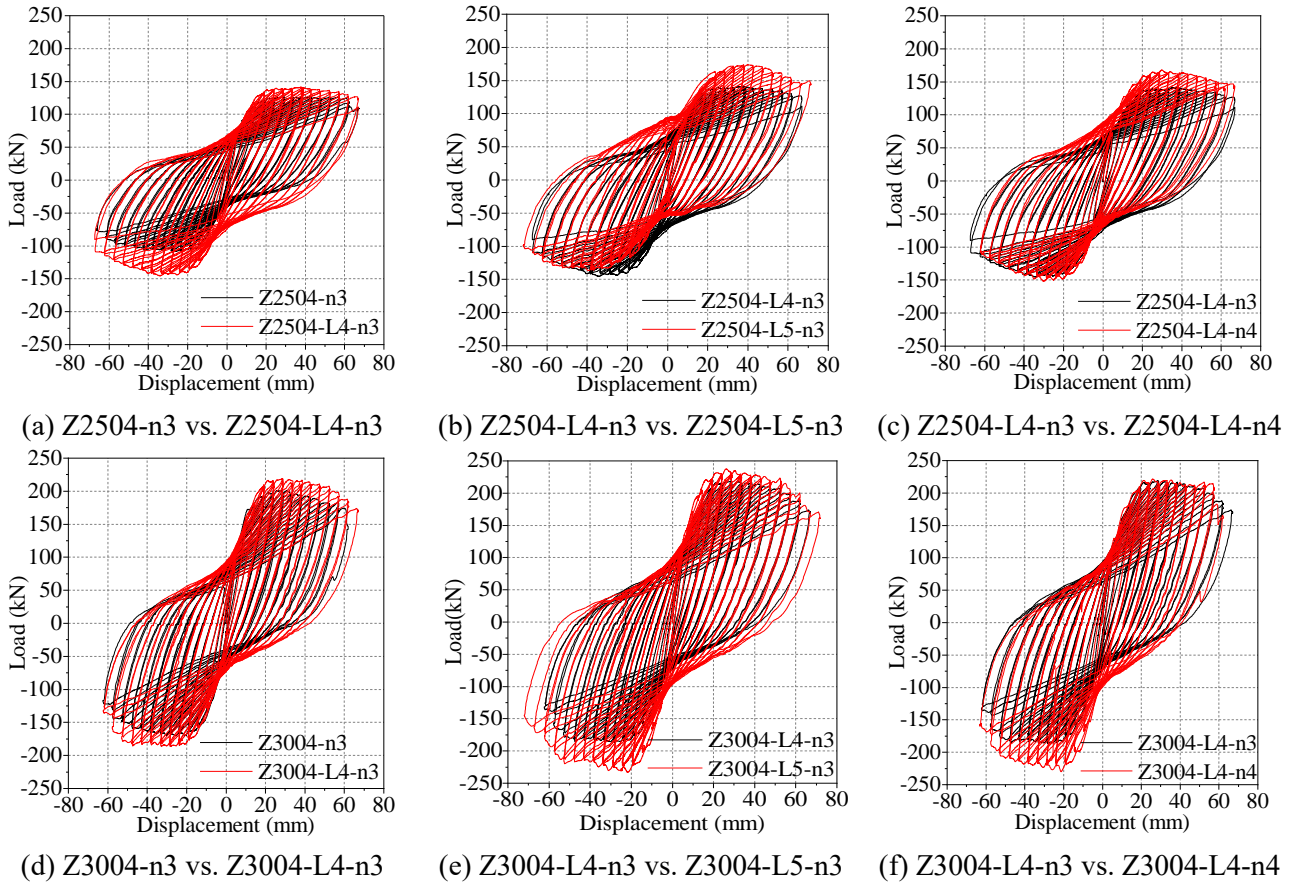 250
200
150
100
50
0
-50
-100
-150
-200
-250
Load (kN)
-80 -60 -40 -20 0 20 40 60 80
Displacement (mm)
Z2504-n3
Z2504-L4-n3
(a) Z2504-n3 vs. Z2504-L4-n3
250
200
150
100
50
0
-50
-100
-150
-200
-250
Load (kN)
-80 -60 -40 -20 0 20 40 60 80
Displacement (mm)
Z2504-L4-n3
Z2504-L5-n3
(b) Z2504-L4-n3 vs. Z2504-L5-n3
250
200
150
100
50
0
-50
-100
-150
-200
-250
Load (kN)
-80 -60 -40 -20 0 20 40 60 80
Displacement (mm)
Z2504-L4-n3
Z2504-L4-n4
(c) Z2504-L4-n3 vs. Z2504-L4-n4
250
200
150
100
50
0
-50
-100
-150
-200
-250
Load (kN)
-80 -60 -40 -20 0 20 40 60 80
Displacement (mm)
Z3004-n3
Z3004-L4-n3
(d) Z3004-n3 vs. Z3004-L4-n3
250
200
150
100
50
0
-50
-100
-150
-200
-250
Load(kN)
-80 -60 -40 -20 0 20 40 60 80
Displacement (mm)
Z3004-L4-n3
Z3004-L5-n3
(e) Z3004-L4-n3 vs. Z3004-L5-n3
250
200
150
100
50
0
-50
-100
-150
-200
-250
Load (kN)
-80 -60 -40 -20 0 20 40 60 80
Displacement (mm)
Z3004-L4-n3
Z3004-L4-n4
(f) Z3004-L4-n3 vs. Z3004-L4-n4